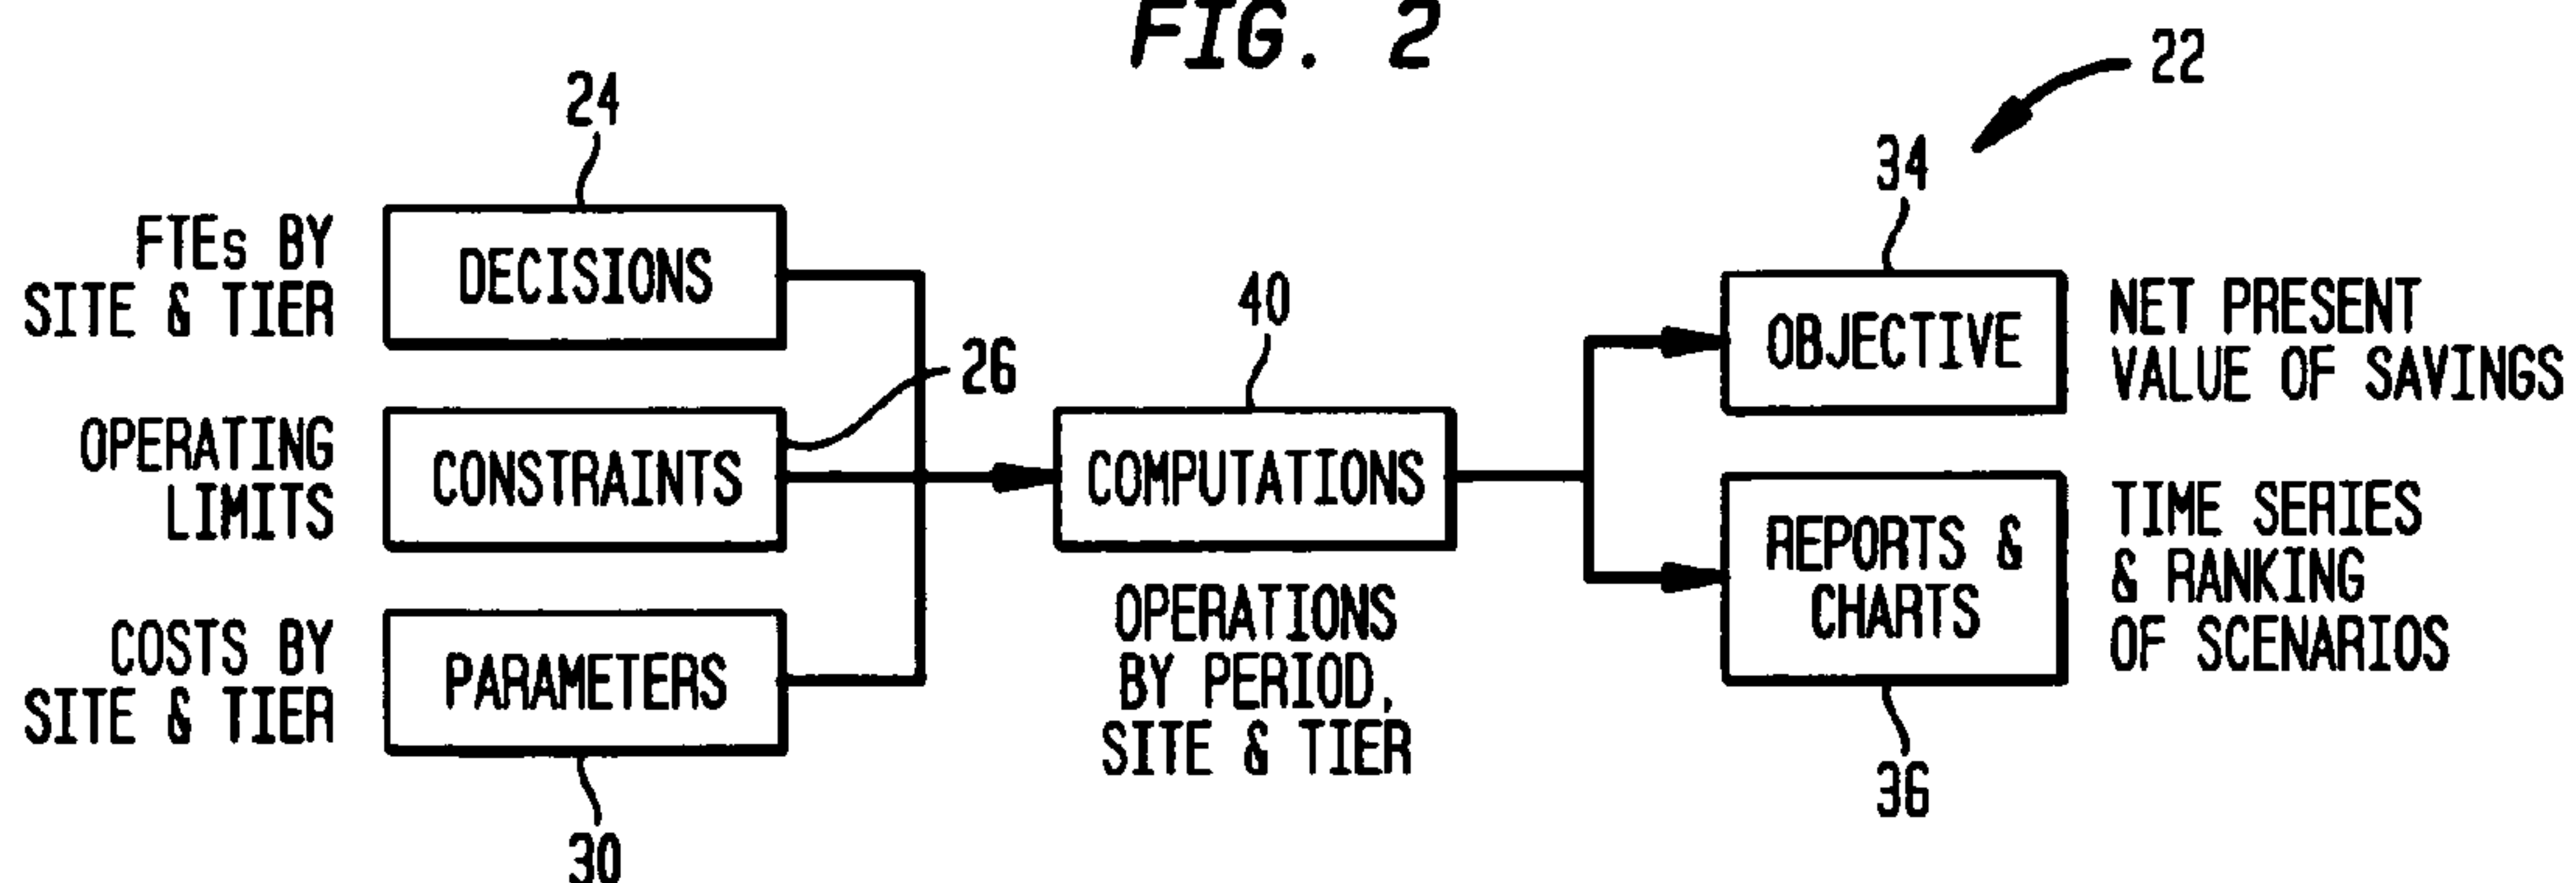 FIG. 2
22
24
FTEs BY
SITE & TIER
DECISIONS
26
OPERATING
LIMITS
CONSTRAINTS
COSTS BY
SITE & TIER
PARAMETERS
30
40
COMPUTATIONS
OPERATIONS
BY PERIOD,
SITE & TIER
34
OBJECTIVE
NET PRESENT
VALUE OF SAVINGS
REPORTS &
CHARTS
TIME SERIES
& RANKING
OF SCENARIOS
36